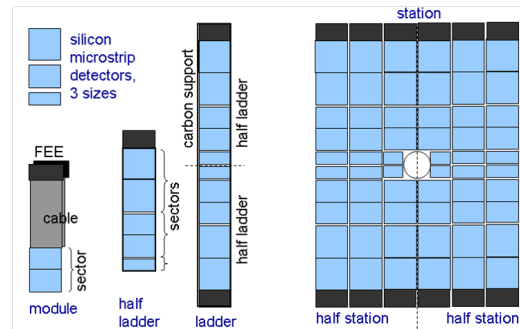 station
silicon
microstrip
detectors,
3 sizes
carbon support
half ladder
FEE
cable
sectors
sector
half ladder
module
half
ladder
ladder
half station
half station